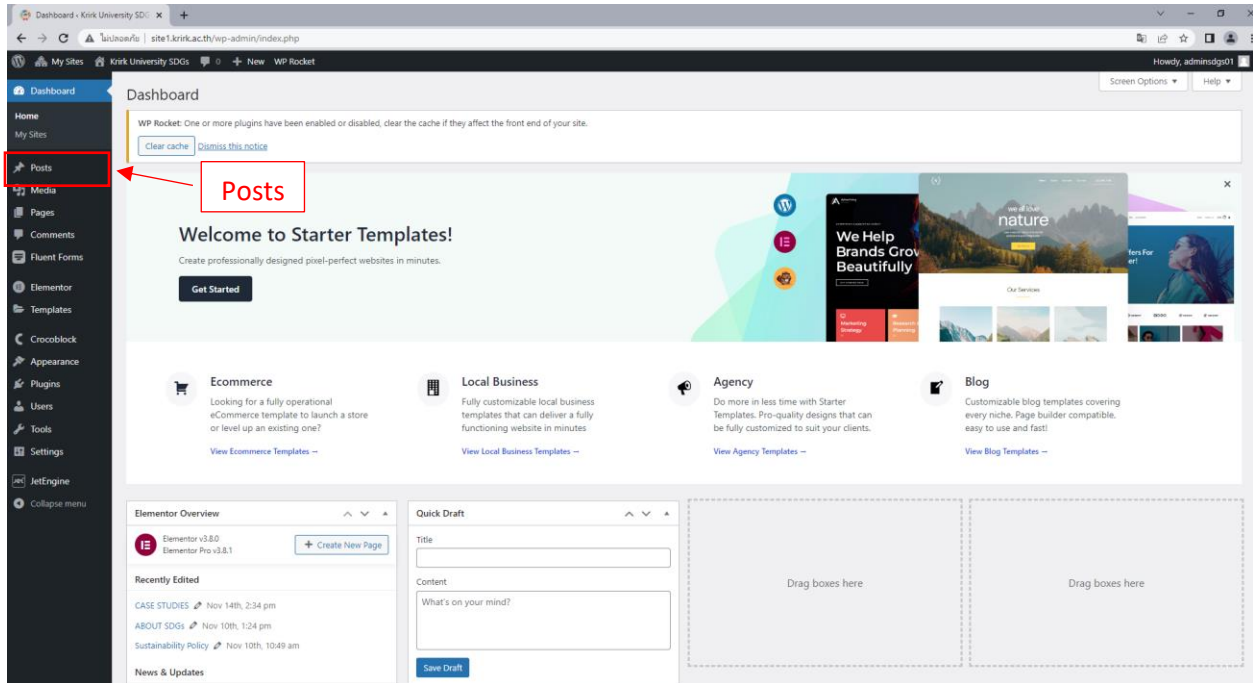 Dashboard ‹ Krirk University SDG
ไม่ปลอดภัย | site1.krirk.ac.th/wp-admin/index.php
My Sites Krirk University SDGs 0 + New WP Rocket Howdy, adminsdgs01
Dashboard
Screen Options ▼ Help ▼
Home
My Sites
Posts
Media
Pages
Comments
Fluent Forms
Elementor
Templates
Crocoblock
Appearance
Plugins
Users
Tools
Settings
JetEngine
Collapse menu
Dashboard
WP Rocket: One or more plugins have been enabled or disabled, clear the cache if they affect the front end of your site.
Clear cache Dismiss this notice
Posts
Welcome to Starter Templates!
Create professionally designed pixel-perfect websites in minutes.
Get Started
We Help
Brands Grow
Beautifully
Marketing
Strategy
nature
Our Services
Ecommerce
Looking for a fully operational
eCommerce template to launch a store
or level up an existing one?
View Ecommerce Templates →
Local Business
Fully customizable local business
templates that can deliver a fully
functioning website in minutes
View Local Business Templates →
Agency
Do more in less time with Starter
Templates. Pro-quality designs that can
be fully customized to suit your clients.
View Agency Templates →
Blog
Customizable blog templates covering
every niche. Page builder compatible,
easy to use and fast!
View Blog Templates →
Elementor Overview
Elementor v3.8.0
Elementor Pro v3.8.1
+ Create New Page
Recently Edited
CASE STUDIES Nov 14th, 2:34 pm
ABOUT SDGs Nov 10th, 1:24 pm
Sustainability Policy Nov 10th, 10:49 am
News & Updates
Quick Draft
Title
Content
What's on your mind?
Save Draft
Drag boxes here
Drag boxes here